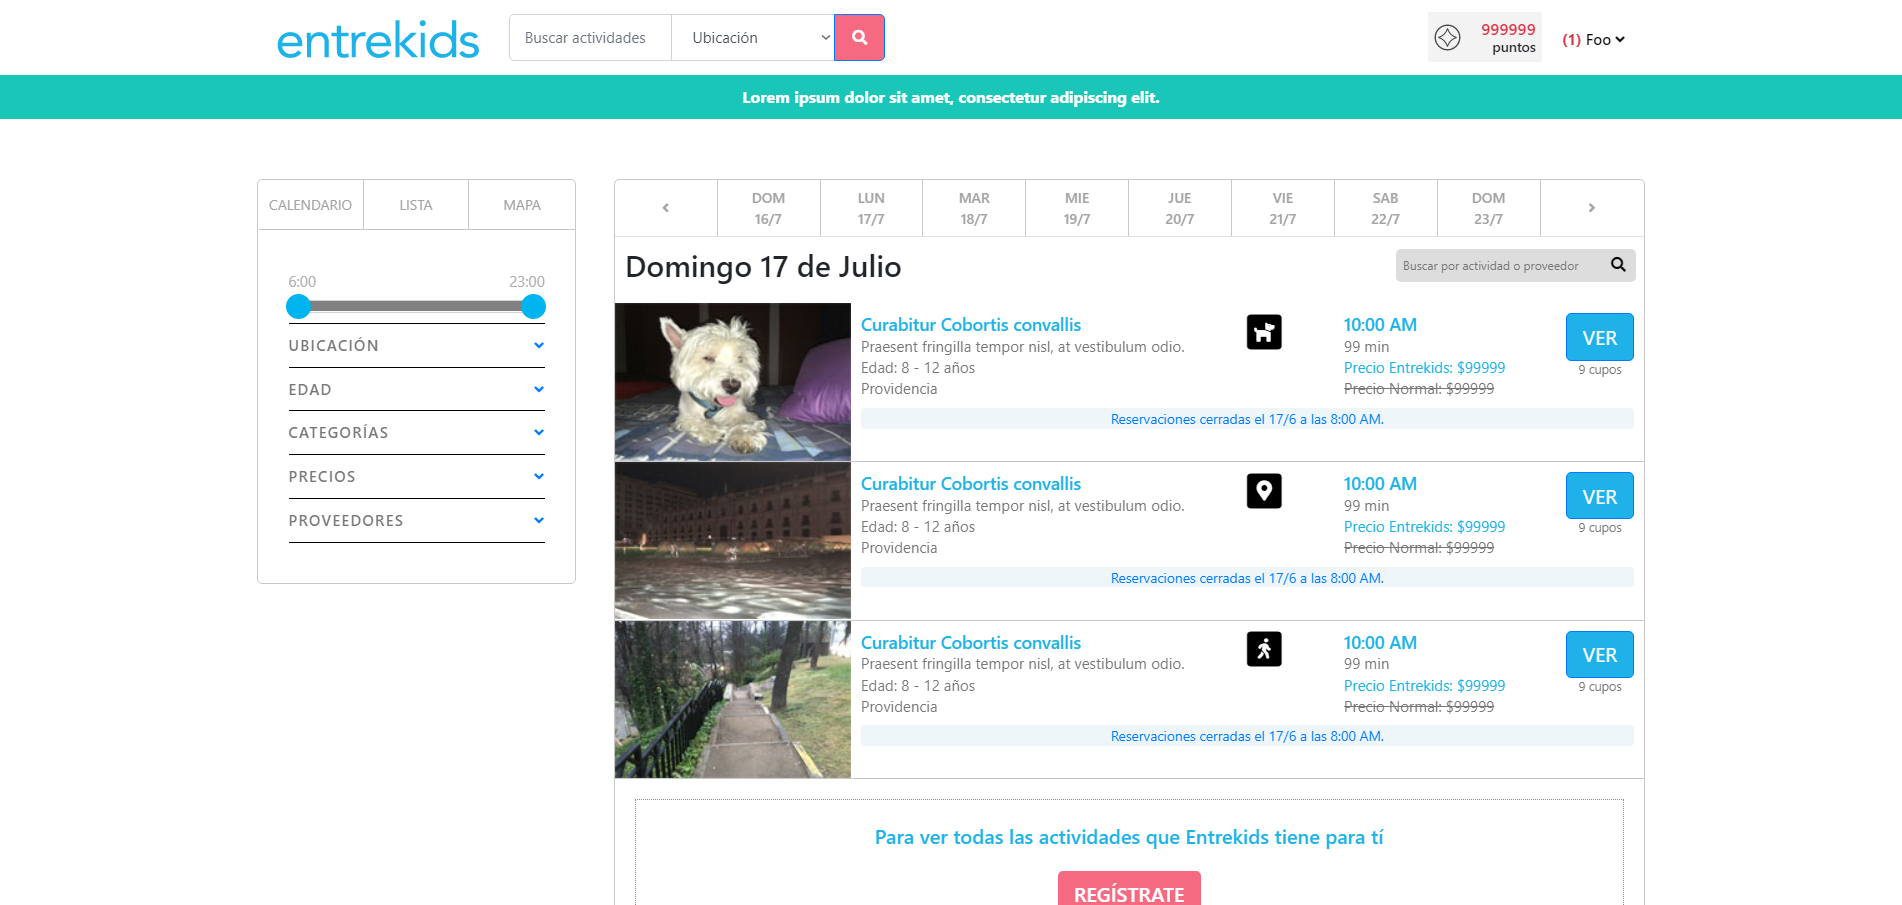 entrekids
Buscar actividades
Ubicación
999999
puntos
(1) Foo
Lorem ipsum dolor sit amet, consectetur adipiscing elit.
CALENDARIO
LISTA
MAPA
6:00
23:00
UBICACIÓN
EDAD
CATEGORÍAS
PRECIOS
PROVEEDORES
DOM
16/7
LUN
17/7
MAR
18/7
MIE
19/7
JUE
20/7
VIE
21/7
SAB
22/7
DOM
23/7
Domingo 17 de Julio
Buscar por actividad o proveedor
Curabitur Cobortis convallis
Praesent fringilla tempor nisl, at vestibulum odio.
Edad: 8 - 12 años
Providencia
10:00 AM
99 min
Precio Entrekids: $99999
Precio Normal: $99999
VER
9 cupos
Reservaciones cerradas el 17/6 a las 8:00 AM.
Curabitur Cobortis convallis
Praesent fringilla tempor nisl, at vestibulum odio.
Edad: 8 - 12 años
Providencia
10:00 AM
99 min
Precio Entrekids: $99999
Precio Normal: $99999
VER
9 cupos
Reservaciones cerradas el 17/6 a las 8:00 AM.
Curabitur Cobortis convallis
Praesent fringilla tempor nisl, at vestibulum odio.
Edad: 8 - 12 años
Providencia
10:00 AM
99 min
Precio Entrekids: $99999
Precio Normal: $99999
VER
9 cupos
Reservaciones cerradas el 17/6 a las 8:00 AM.
Para ver todas las actividades que Entrekids tiene para tí
REGÍSTRATE